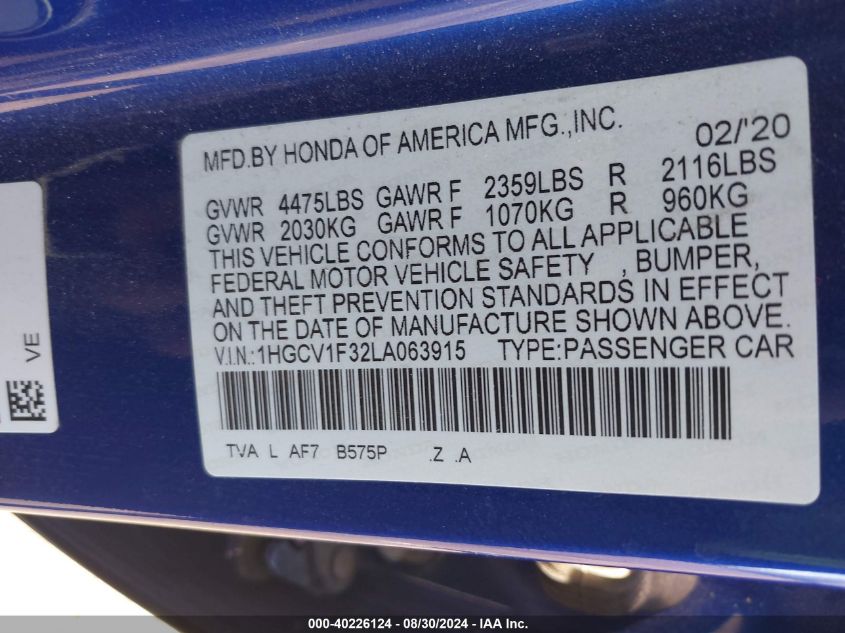 MFD.BY HONDA OF AMERICA MFG.,INC. 02/'20
GVWR 4475LBS GAWR F 2359LBS R 2116LBS
GVWR 2030KG GAWR F 1070KG R 960KG
THIS VEHICLE CONFORMS TO ALL APPLICABLE
FEDERAL MOTOR VEHICLE SAFETY , BUMPER,
AND THEFT PREVENTION STANDARDS IN EFFECT
ON THE DATE OF MANUFACTURE SHOWN ABOVE.
V.I.N.:1HGCV1F32LA063915 TYPE:PASSENGER CAR
TVA L AF7 B575P .Z .A
VE
000-40226124 — 08/30/2024 — IAA Inc.